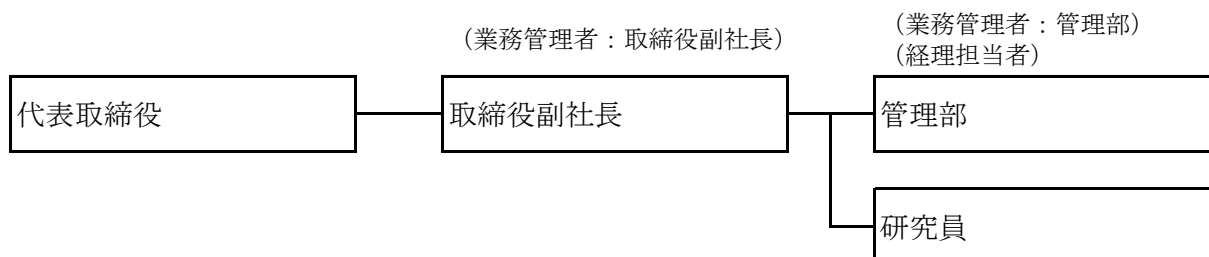 (業務管理者:取締役副社長)
(業務管理者:管理部)
(経理担当者)
代表取締役
取締役副社長
管理部
研究員